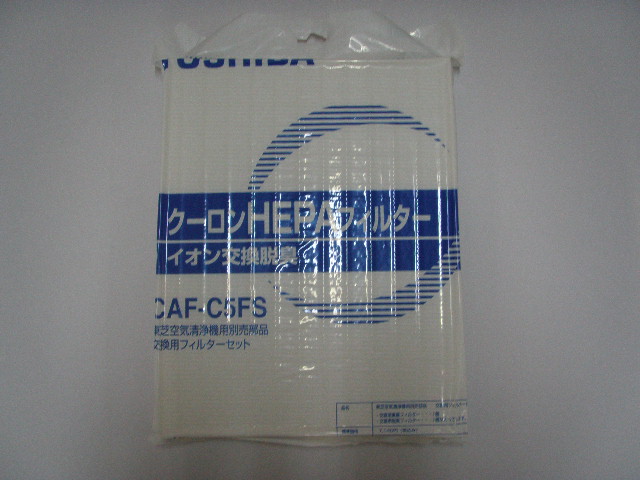 TOSHIBA
クーロンHEPAフィルター
イオン交換脱臭
CAF-C5FS
東芝空気清浄機用別売部品
交換用フィルターセット